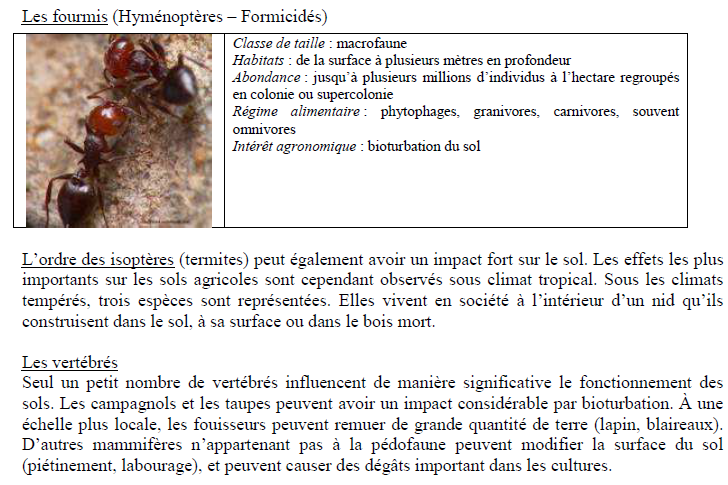 Les fourmis (Hyménoptères – Formicidés)
Classe de taille : macrofaune
Habitats : de la surface à plusieurs mètres en profondeur
Abondance : jusqu'à plusieurs millions d'individus à l'hectare regroupés
en colonie ou supercolonie
Régime alimentaire : phytophages, granivores, carnivores, souvent
omnivores
Intérêt agronomique : bioturbation du sol
L'ordre des isoptères (termites) peut également avoir un impact fort sur le sol. Les effets les plus
importants sur les sols agricoles sont cependant observés sous climat tropical. Sous les climats
tempérés, trois espèces sont représentées. Elles vivent en société à l'intérieur d'un nid qu'ils
construisent dans le sol, à sa surface ou dans le bois mort.
Les vertébrés
Seul un petit nombre de vertébrés influencent de manière significative le fonctionnement des
sols. Les campagnols et les taupes peuvent avoir un impact considérable par bioturbation. À une
échelle plus locale, les fouisseurs peuvent remuer de grande quantité de terre (lapin, blaireaux).
D'autres mammifères n'appartenant pas à la pédofaune peuvent modifier la surface du sol
(piétinement, labourage), et peuvent causer des dégâts important dans les cultures.